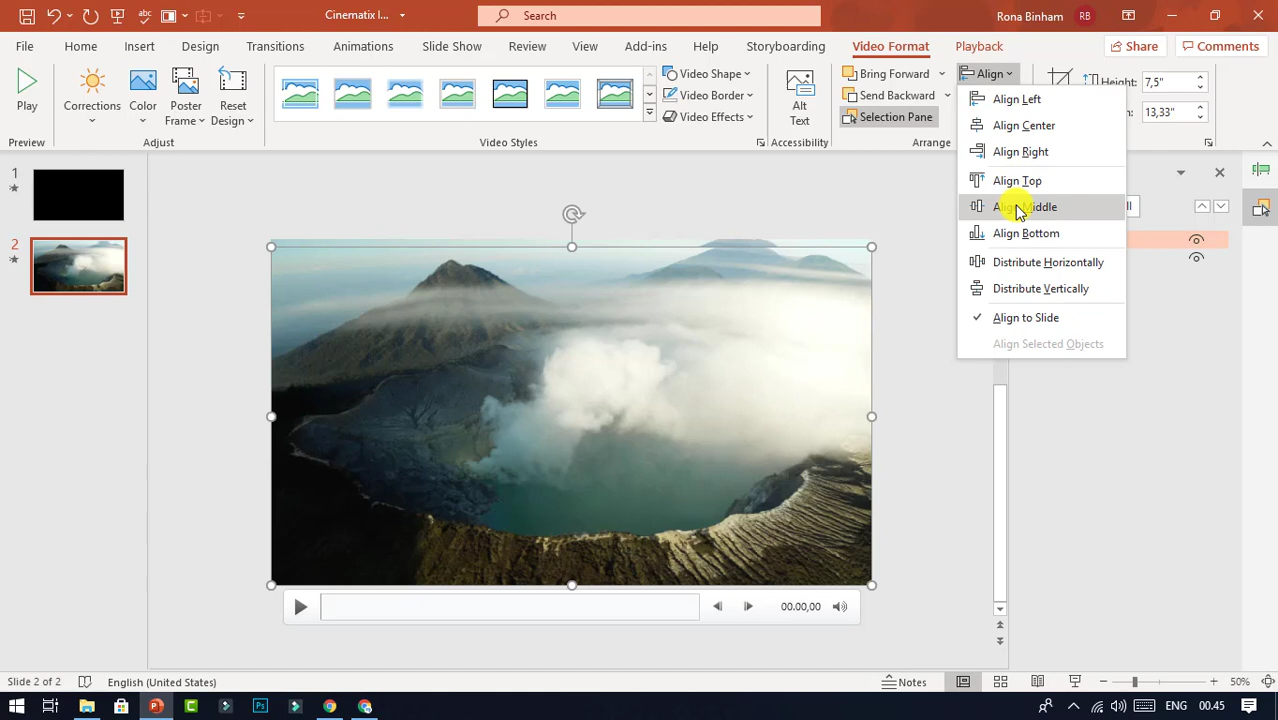 Cinematix I...
Search
Rona Binham
RB
File
Home
Insert
Design
Transitions
Animations
Slide Show
Review
View
Add-ins
Help
Storyboarding
Video Format
Playback
Share
Comments
Play
Corrections
Color
Poster
Frame
Reset
Design
Video Shape
Video Border
Video Effects
Alt
Text
Bring Forward
Send Backward
Selection Pane
Align
Height:
7,5"
13,33"
Preview
Adjust
Video Styles
Accessibility
Arrange
Align Left
Align Center
Align Right
Align Top
Align Middle
Align Bottom
Distribute Horizontally
Distribute Vertically
Align to Slide
Align Selected Objects
1
2
00.00,00
Slide 2 of 2
English (United States)
Notes
50%
ENG
00.45